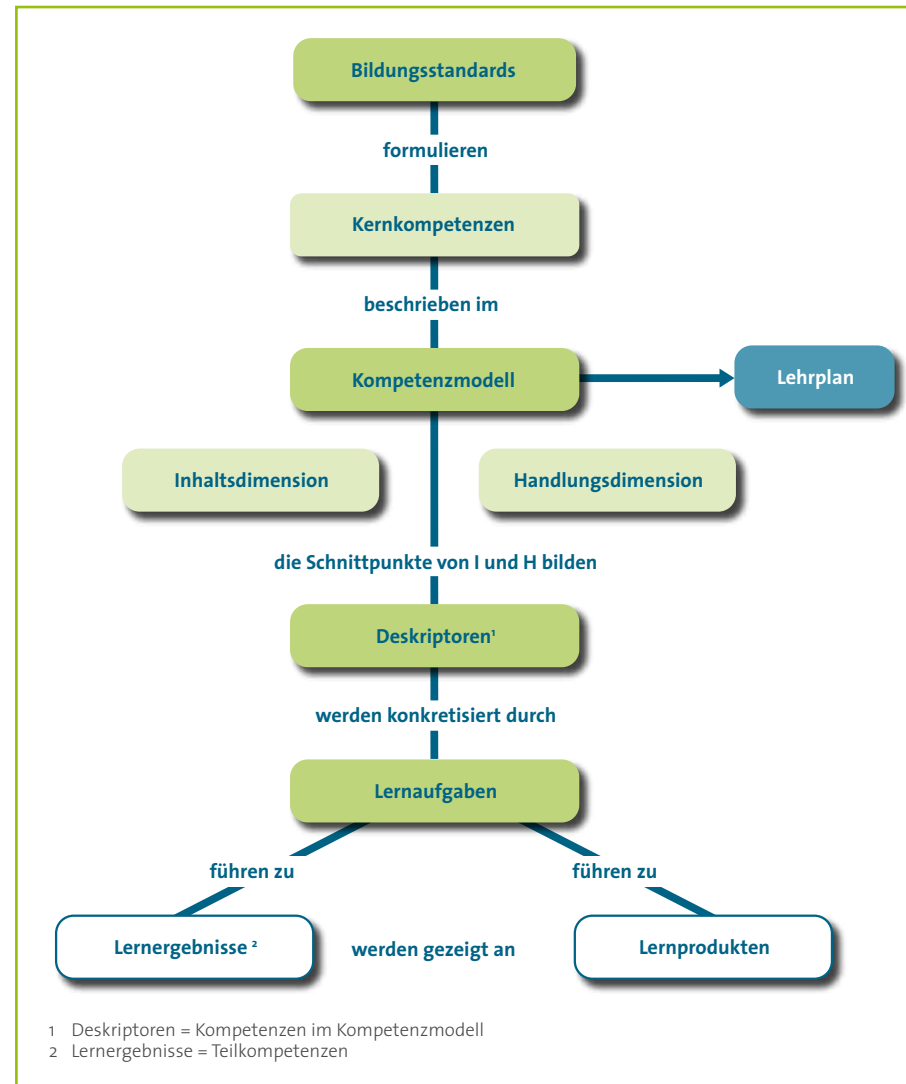 Bildungsstandards
formulieren
Kernkompetenzen
beschrieben im
Kompetenzmodell
Lehrplan
Inhaltsdimension
Handlungsdimension
die Schnittpunkte von I und H bilden
Deskriptoren¹
werden konkretisiert durch
Lernaufgaben
führen zu
führen zu
Lernergebnisse ²
werden gezeigt an
Lernprodukten
1 Deskriptoren = Kompetenzen im Kompetenzmodell
2 Lernergebnisse = Teilkompetenzen